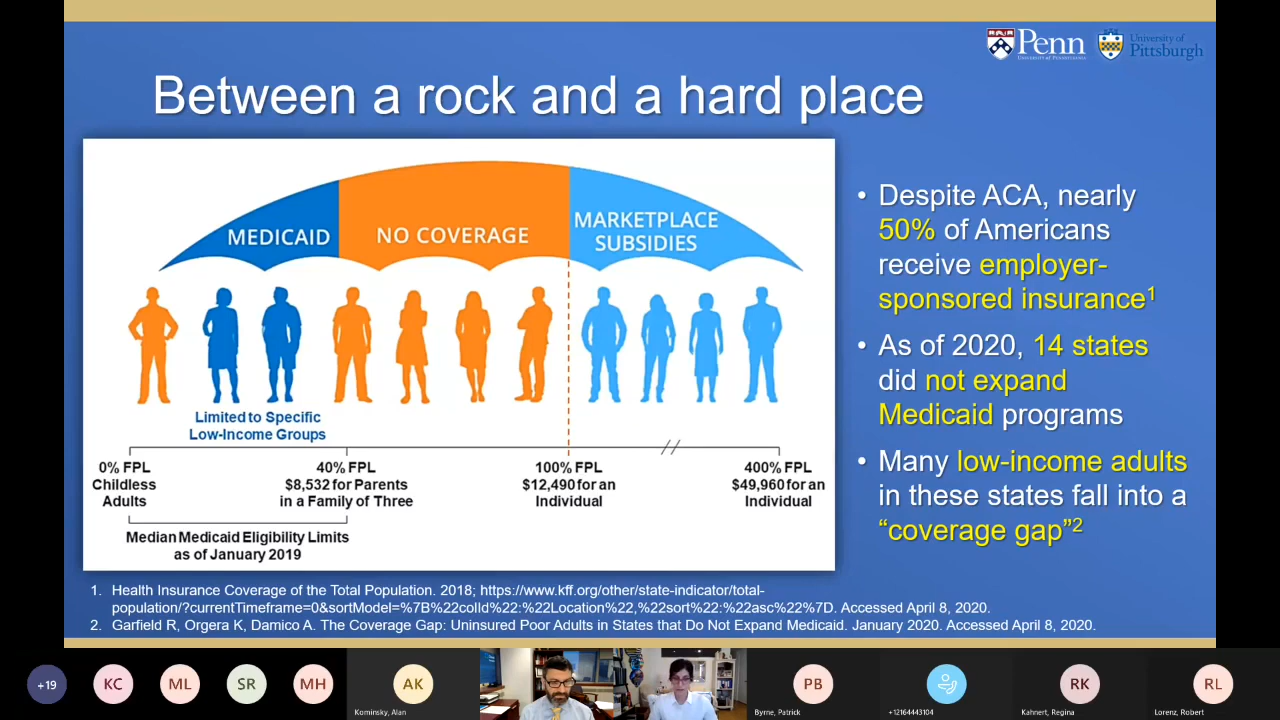 Penn
UNIVERSITY of PENNSYLVANIA
University of
Pittsburgh
Between a rock and a hard place
MEDICAID
NO COVERAGE
MARKETPLACE
SUBSIDIES
Limited to Specific
Low-Income Groups
0% FPL
Childless
Adults
40% FPL
$8,532 for Parents
in a Family of Three
100% FPL
$12,490 for an
Individual
400% FPL
$49,960 for an
Individual
Median Medicaid Eligibility Limits
as of January 2019
• Despite ACA, nearly
50% of Americans
receive employer-
sponsored insurance1
• As of 2020, 14 states
did not expand
Medicaid programs
• Many low-income adults
in these states fall into a
“coverage gap”2
1. Health Insurance Coverage of the Total Population. 2018; https://www.kff.org/other/state-indicator/total-
population/?currentTimeframe=0&sortModel=%7B%22colId%22:%22Location%22,%22sort%22:%22asc%22%7D. Accessed April 8, 2020.
2. Garfield R, Orgera K, Damico A. The Coverage Gap: Uninsured Poor Adults in States that Do Not Expand Medicaid. January 2020. Accessed April 8, 2020.
+19
KC
ML
SR
MH
AK
Kominsky, Alan
PB
Byrne, Patrick
+12164443104
RK
Kahnert, Regina
RL
Lorenz, Robert